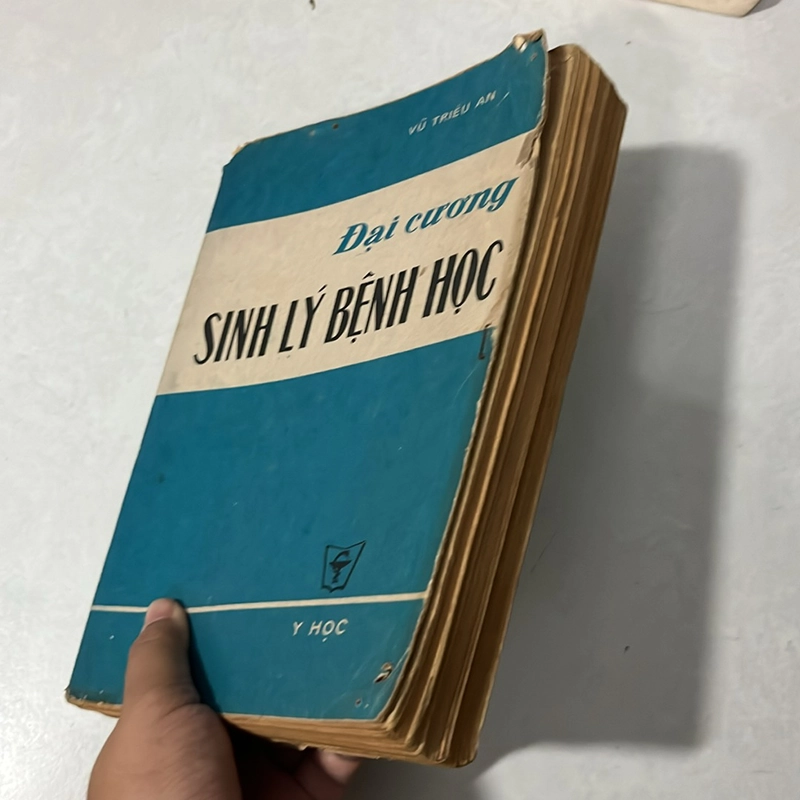 VŨ TRIỆU AN
Đại cương
SINH LÝ BỆNH HỌC
Y HỌC